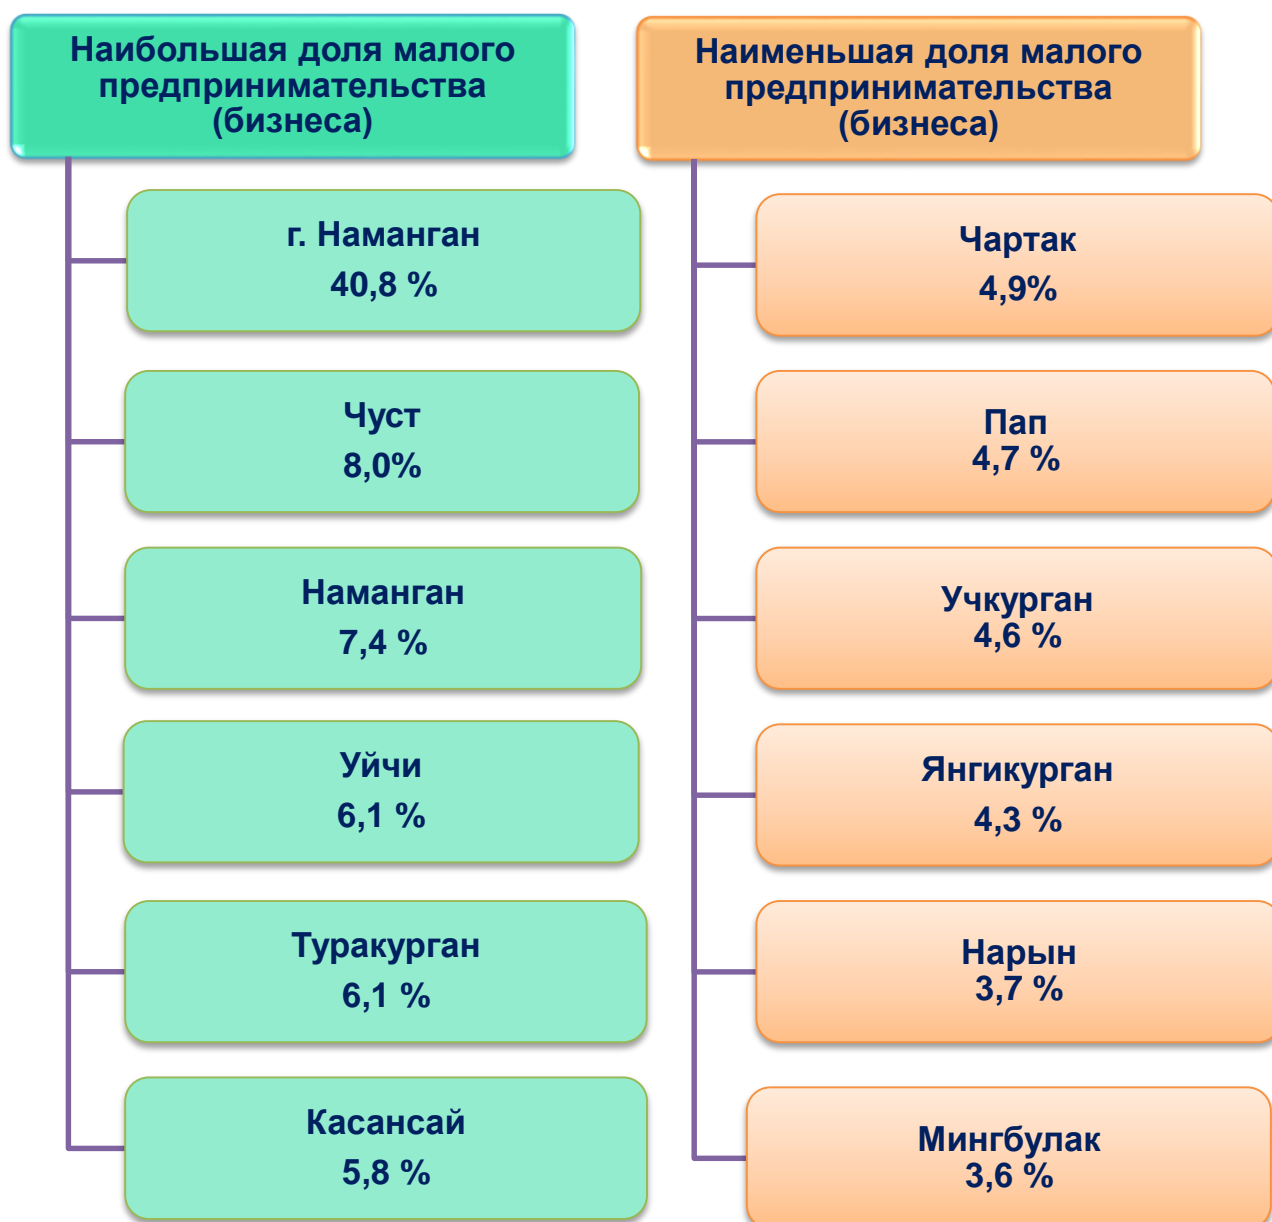 Наибольшая доля малого
предпринимательства
(бизнеса)
г. Наманган
40,8 %
Чуст
8,0%
Наманган
7,4 %
Уйчи
6,1 %
Туракурган
6,1 %
Касансай
5,8 %
Наименьшая доля малого
предпринимательства
(бизнеса)
Чартак
4,9%
Пап
4,7 %
Учкурган
4,6 %
Янгикурган
4,3 %
Нарын
3,7 %
Мингбулак
3,6 %